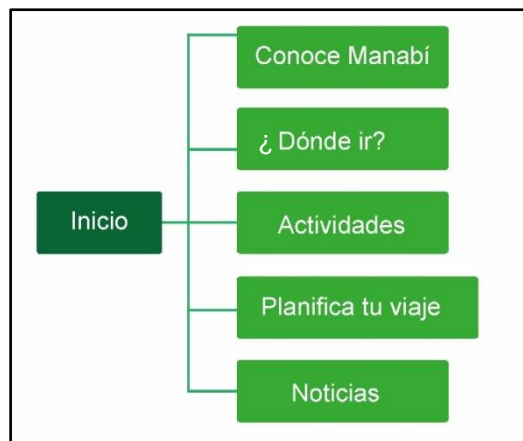 Conoce Manabí
¿ Dónde ir?
Inicio
Actividades
Planifica tu viaje
Noticias